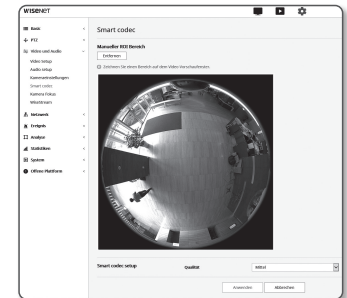 WISENET
Basic
PTZ
Video und Audio
Video Setup
Audio Setup
Kameraeinstellungen
Smart codec
Kamera Fokus
WiseStream
Netzwerk
Ereignis
Analyse
Statistiken
System
Offene Plattform
Smart codec
Manueller ROI Bereich
Entfernen
Zeichnen Sie einen Bereich auf dem Video Vorschaufenster.
Smart codec setup
Qualität
Mittel
Anwenden
Abbrechen